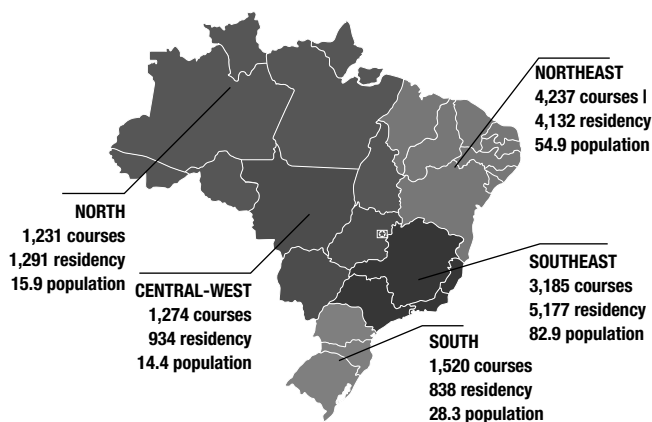 NORTHEAST
4,237 courses |
4,132 residency
54.9 population
NORTH
1,231 courses
1,291 residency
15.9 population
CENTRAL-WEST
1,274 courses
934 residency
14.4 population
SOUTHEAST
3,185 courses
5,177 residency
82.9 population
SOUTH
1,520 courses
838 residency
28.3 population